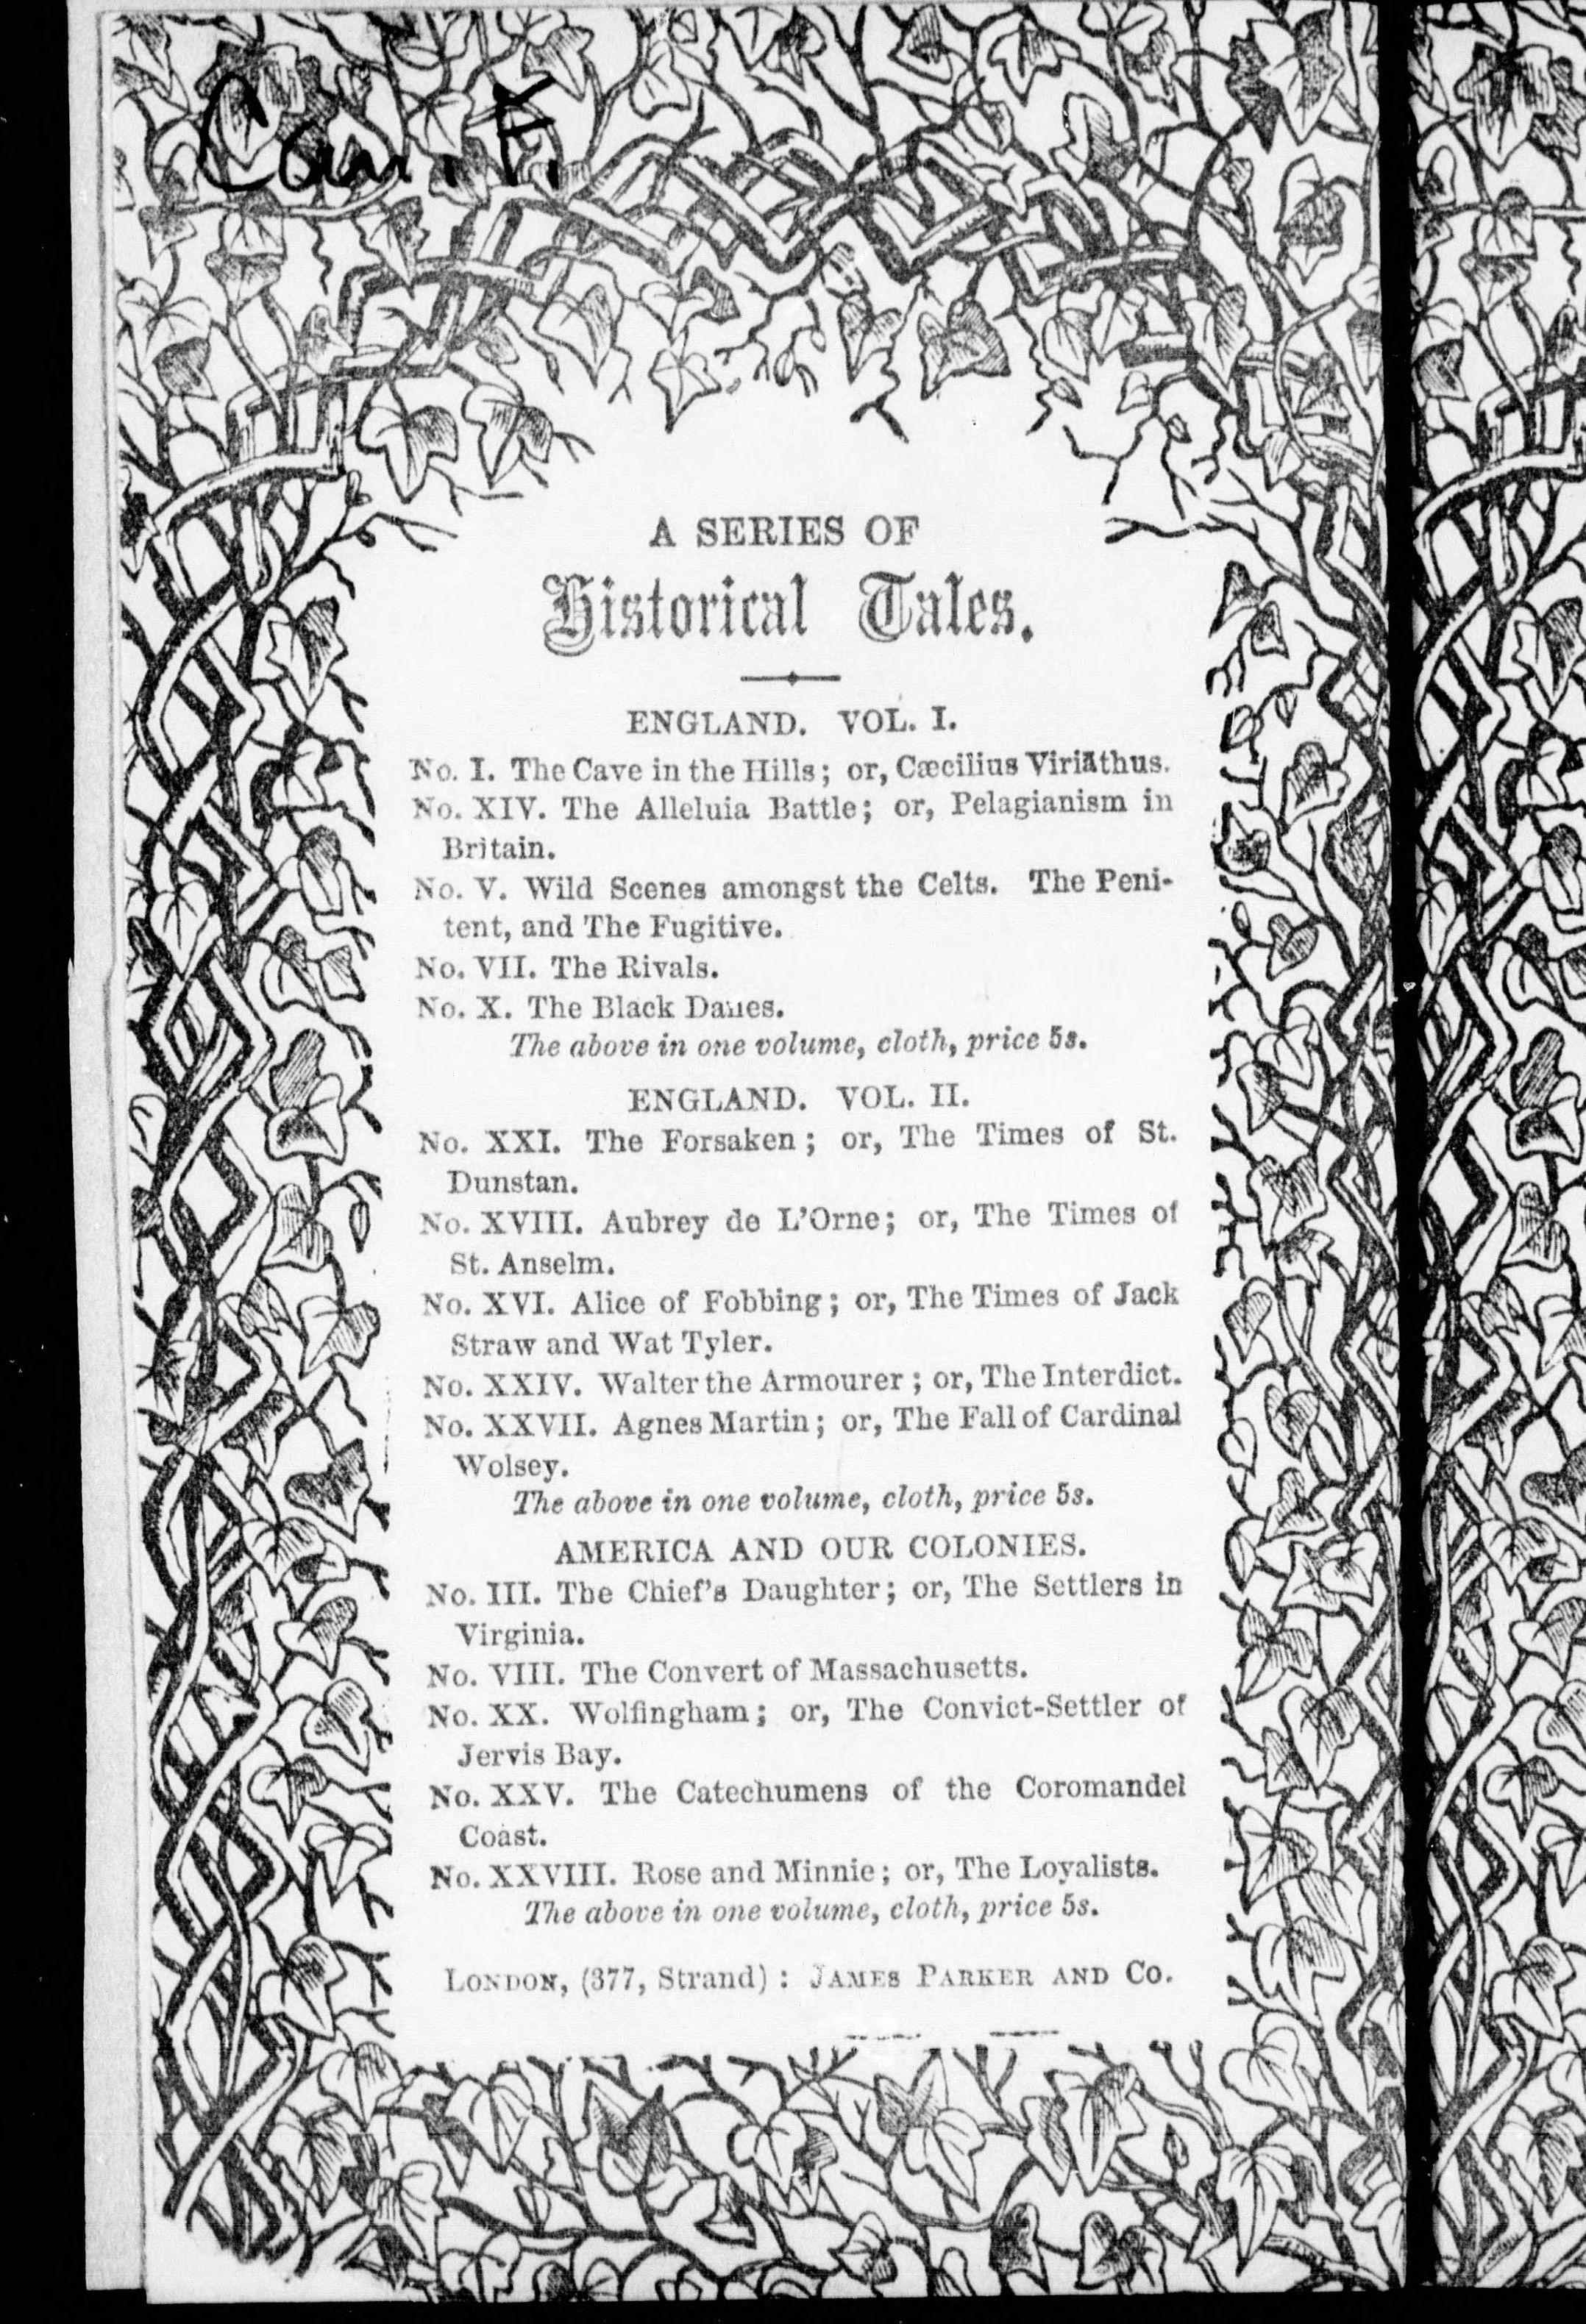 Can. F.
A SERIES OF
Historical Tales.
ENGLAND. VOL. I.
No. I. The Cave in the Hills; or, Cæcilius Viriāthus.
No. XIV. The Alleluia Battle; or, Pelagianism in
Britain.
No. V. Wild Scenes amongst the Celts. The Peni-
tent, and The Fugitive.
No. VII. The Rivals.
No. X. The Black Danes.
The above in one volume, cloth, price 5s.
ENGLAND. VOL. II.
No. XXI. The Forsaken; or, The Times of St.
Dunstan.
No. XVIII. Aubrey de L'Orne; or, The Times of
St. Anselm.
No. XVI. Alice of Fobbing; or, The Times of Jack
Straw and Wat Tyler.
No. XXIV. Walter the Armourer; or, The Interdict.
No. XXVII. Agnes Martin; or, The Fall of Cardinal
Wolsey.
The above in one volume, cloth, price 5s.
AMERICA AND OUR COLONIES.
No. III. The Chief's Daughter; or, The Settlers in
Virginia.
No. VIII. The Convert of Massachusetts.
No. XX. Wolfingham; or, The Convict-Settler of
Jervis Bay.
No. XXV. The Catechumens of the Coromandel
Coast.
No. XXVIII. Rose and Minnie; or, The Loyalists.
The above in one volume, cloth, price 5s.
LONDON, (377, Strand): JAMES PARKER AND CO.